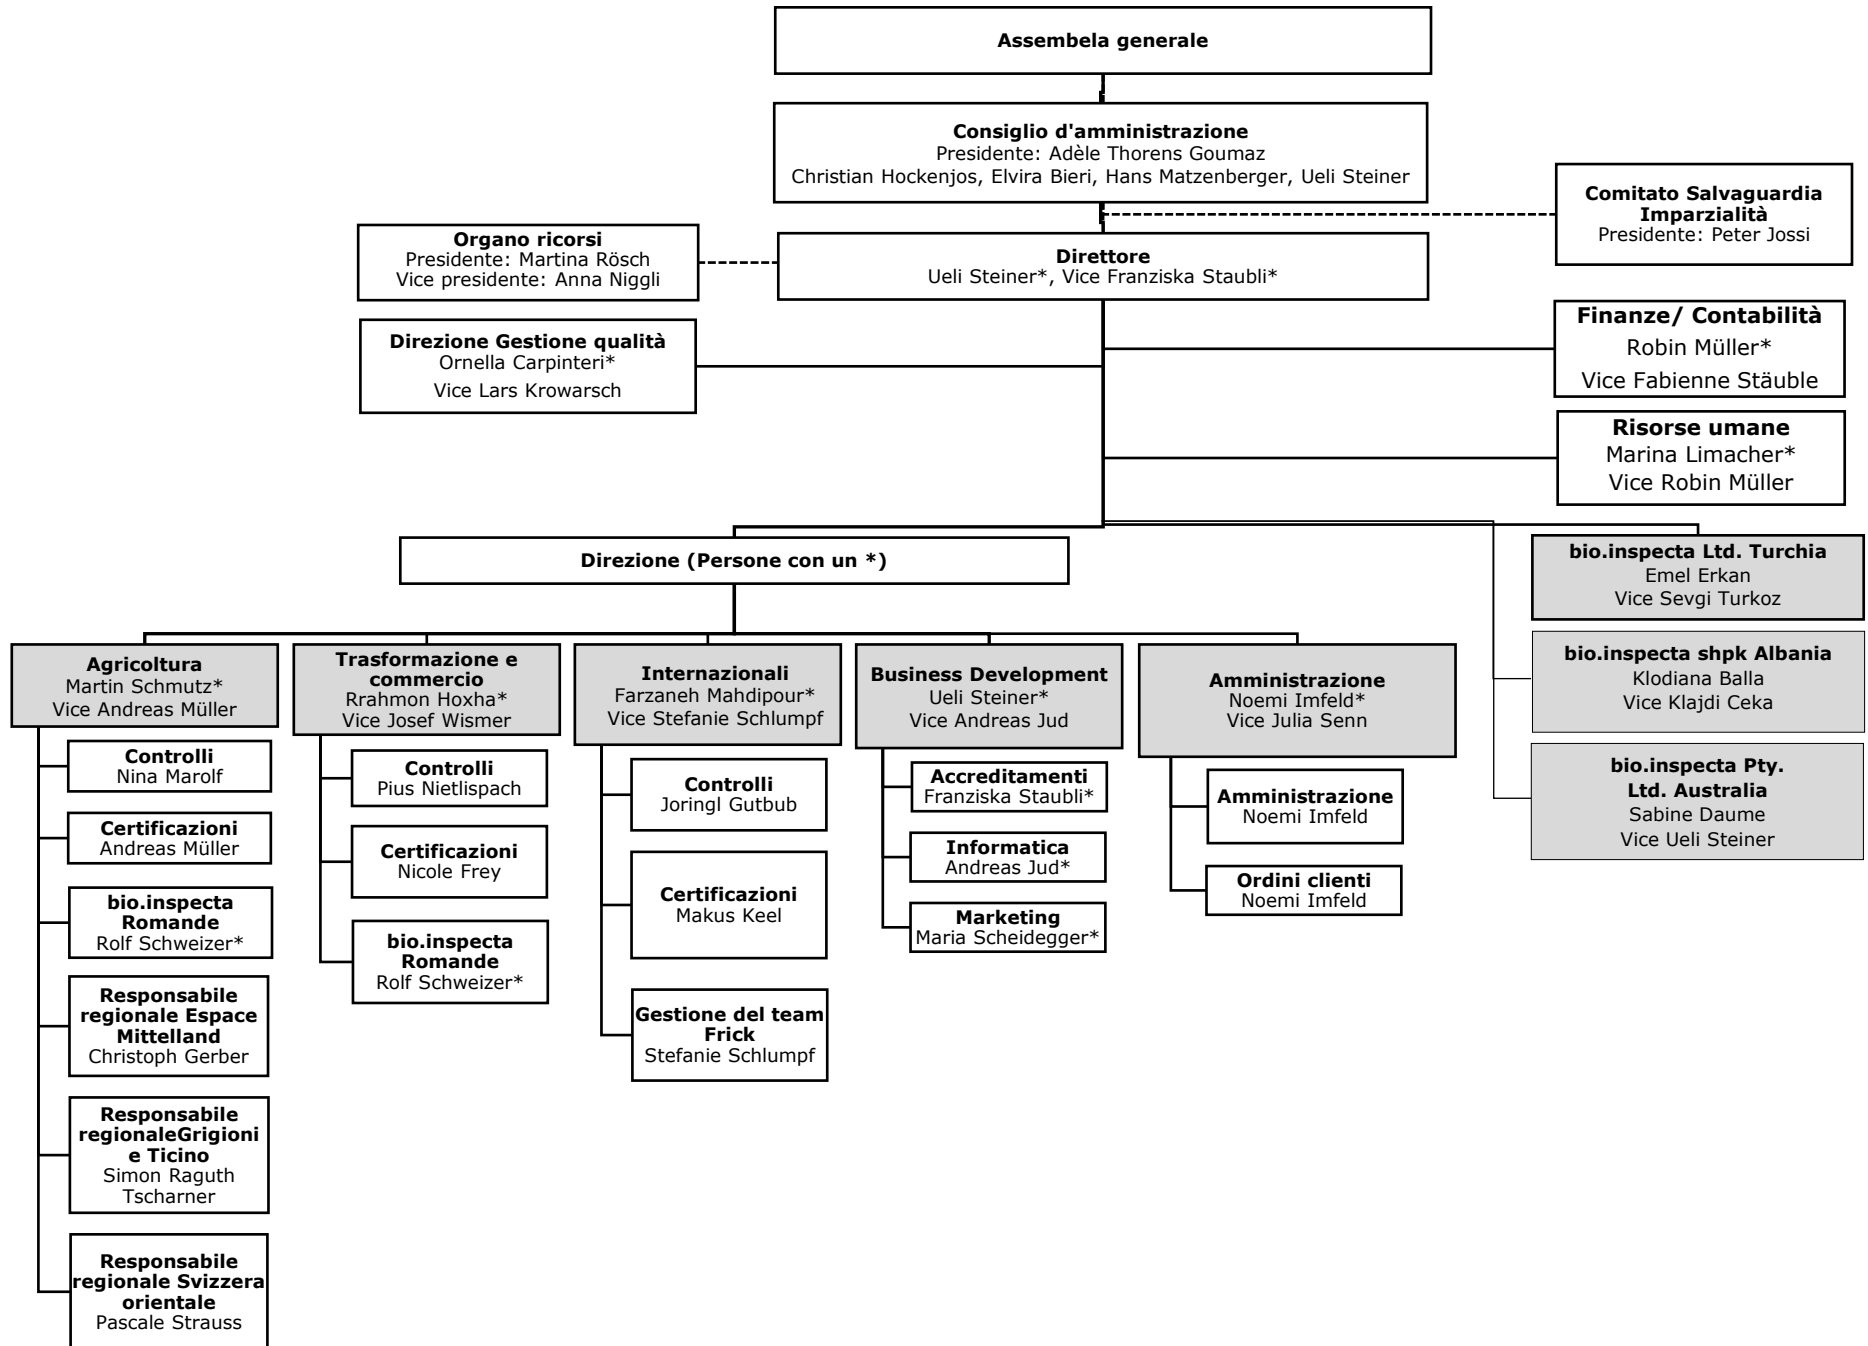 Assembela generale
Consiglio d'amministrazione
Presidente: Adèle Thorens Goumaz
Christian Hockenjos, Elvira Bieri, Hans Matzenberger, Ueli Steiner
Comitato Salvaguardia
Imparzialità
Presidente: Peter Jossi
Organo ricorsi
Presidente: Martina Rösch
Vice presidente: Anna Niggli
Direttore
Ueli Steiner*, Vice Franziska Staubli*
Direzione Gestione qualità
Ornella Carpinteri*
Vice Lars Krowarsch
Finanze/ Contabilità
Robin Müller*
Vice Fabienne Stäuble
Risorse umane
Marina Limacher*
Vice Robin Müller
Direzione (Persone con un *)
bio.inspecta Ltd. Turchia
Emel Erkan
Vice Sevgi Turkoz
bio.inspecta shpk Albania
Klodiana Balla
Vice Klajdi Ceka
bio.inspecta Pty.
Ltd. Australia
Sabine Daume
Vice Ueli Steiner
Agricoltura
Martin Schmutz*
Vice Andreas Müller
Controlli
Nina Marolf
Certificazioni
Andreas Müller
bio.inspecta
Romande
Rolf Schweizer*
Responsabile
regionale Espace
Mittelland
Christoph Gerber
Responsabile
regionaleGrigioni
e Ticino
Simon Raguth
Tscharner
Responsabile
regionale Svizzera
orientale
Pascale Strauss
Trasformazione e
commercio
Rrahmon Hoxha*
Vice Josef Wismer
Controlli
Pius Nietlispach
Certificazioni
Nicole Frey
bio.inspecta
Romande
Rolf Schweizer*
Internazionali
Farzaneh Mahdipour*
Vice Stefanie Schlumpf
Controlli
Joringl Gutbub
Certificazioni
Makus Keel
Gestione del team
Frick
Stefanie Schlumpf
Business Development
Ueli Steiner*
Vice Andreas Jud
Accreditamenti
Franziska Staubli*
Informatica
Andreas Jud*
Marketing
Maria Scheidegger*
Amministrazione
Noemi Imfeld*
Vice Julia Senn
Amministrazione
Noemi Imfeld
Ordini clienti
Noemi Imfeld